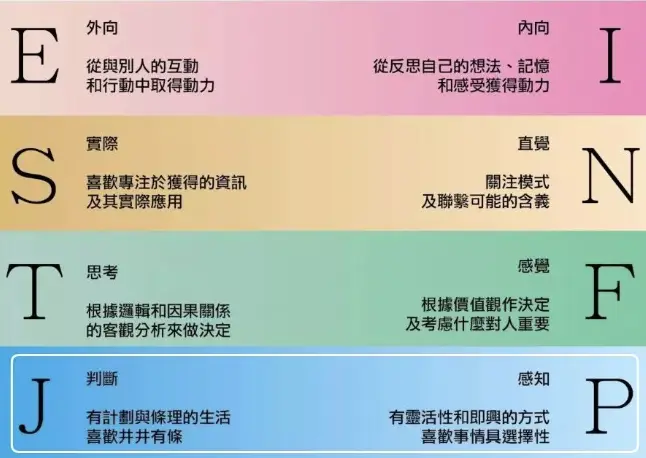 E
外向
從與別人的互動
和行動中取得動力
內向
從反思自己的想法、記憶
和感受獲得動力
I
S
實際
喜歡專注於獲得的資訊
及其實際應用
直覺
關注模式
及聯繫可能的含義
N
T
思考
根據邏輯和因果關係
的客觀分析來做決定
感覺
根據價值觀作決定
及考慮什麼對人重要
F
J
判斷
有計劃與條理的生活
喜歡井井有條
感知
有靈活性和即興的方式
喜歡事情具選擇性
P